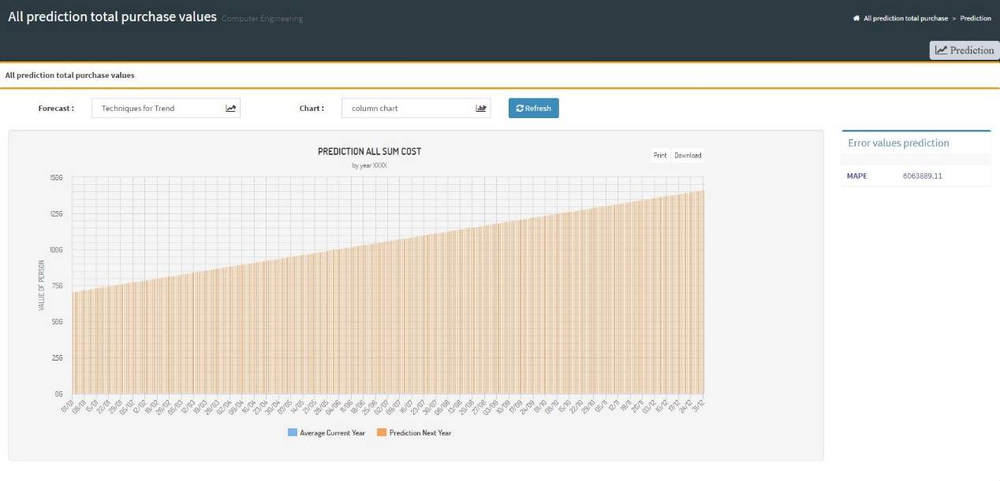 All prediction total purchase values Computer Engineering
All prediction total purchase > Prediction
Prediction
All prediction total purchase values
Forecast : Techniques for Trend Chart : column chart Refresh
PREDICTION ALL SUM COST
by year XXXX
Print Download
Error values prediction
MAPE 6063889.11
VALUE OF PERSON
150G
125G
100G
75G
50G
25G
0G
01/01 08/01 15/01 22/01 29/01 05/02 12/02 19/02 26/02 05/03 12/03 19/03 26/03 02/04 09/04 16/04 23/04 30/04 07/05 14/05 21/05 28/05 04/06 11/06 18/06 25/06 02/07 09/07 16/07 23/07 30/07 06/08 13/08 20/08 27/08 03/09 10/09 17/09 24/09 01/10 08/10 15/10 22/10 29/10 05/11 12/11 19/11 26/11 03/12 10/12 17/12 24/12 31/12
Average Current Year Prediction Next Year